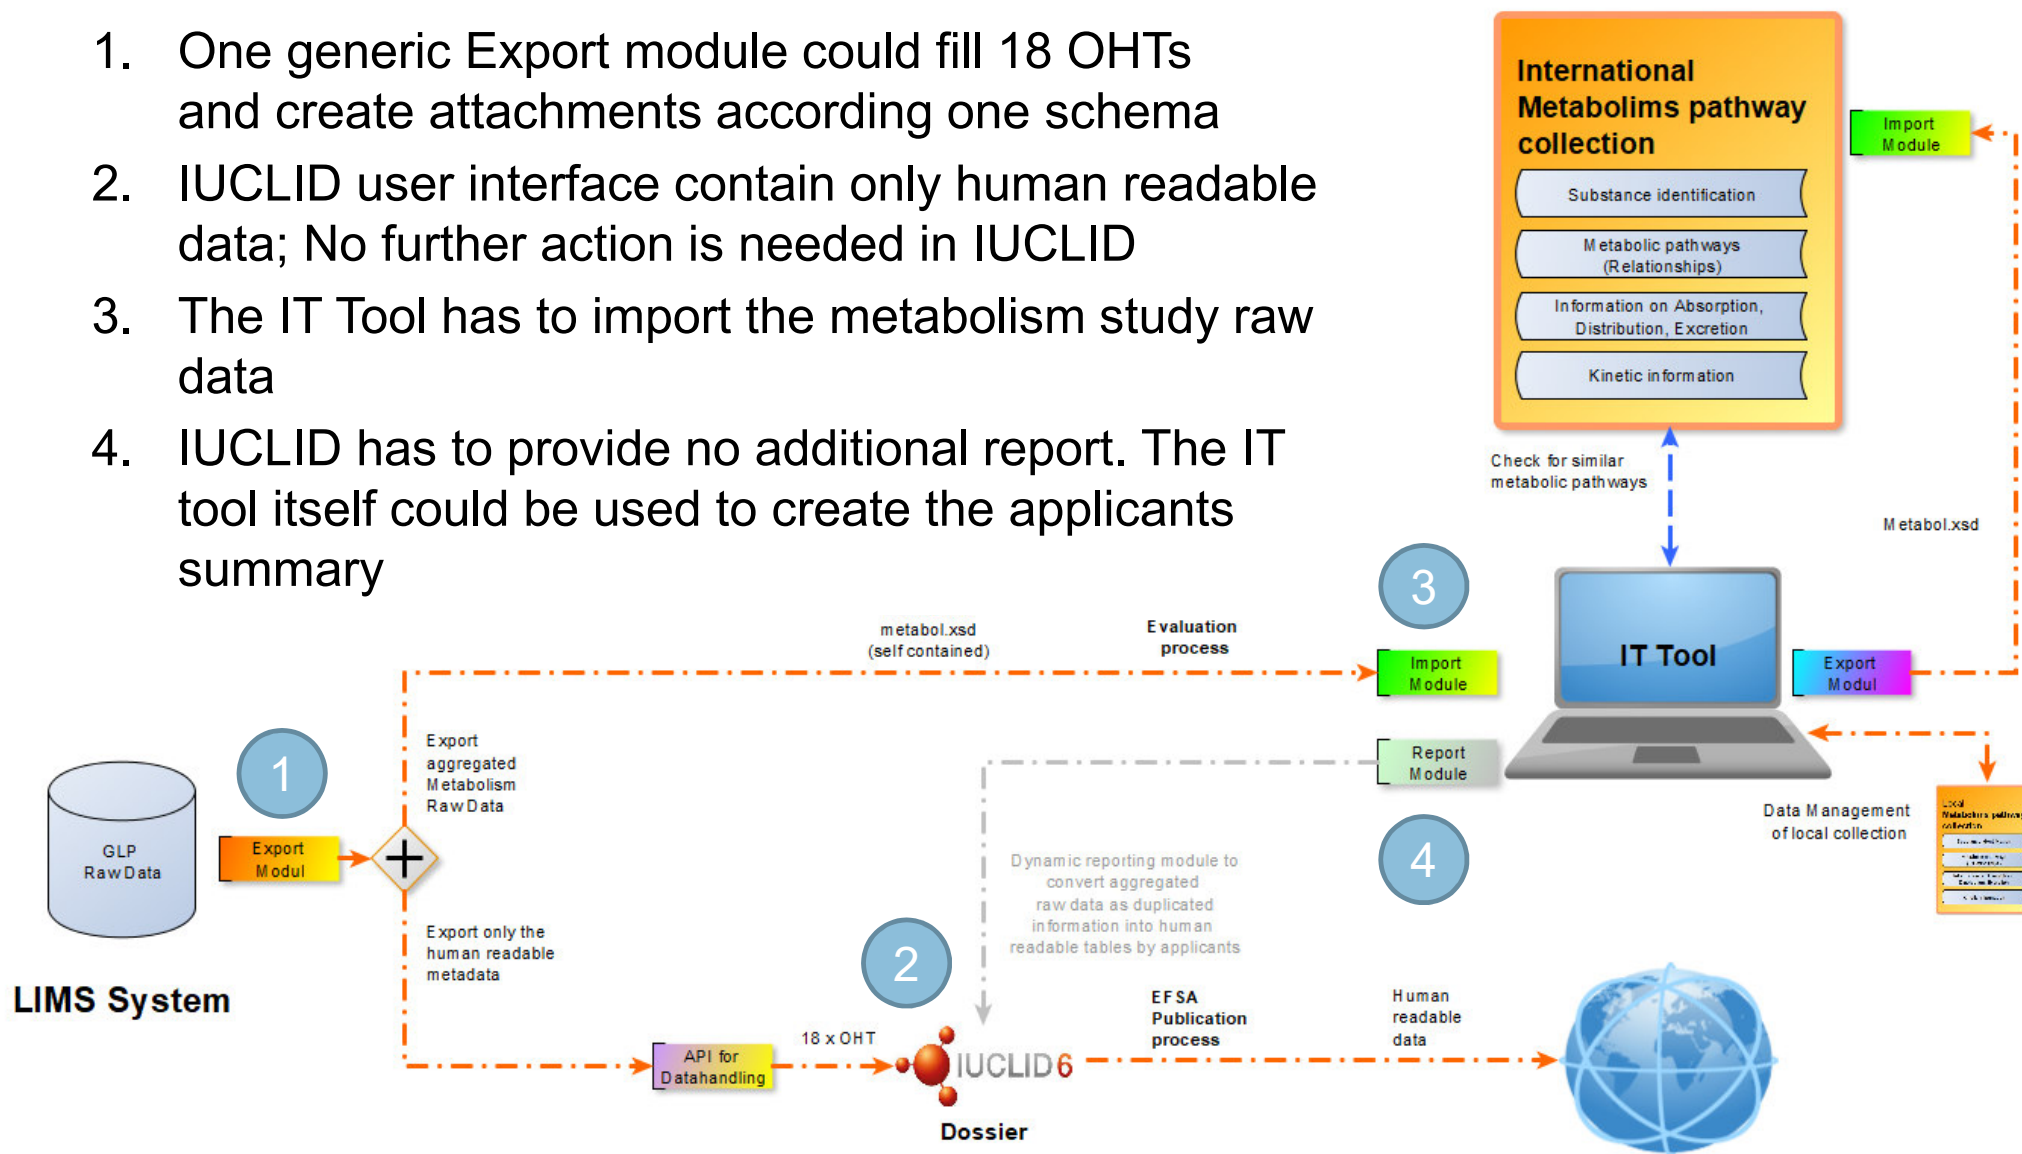 1. One generic Export module could fill 18 OHTs
and create attachments according one schema
2. IUCLID user interface contain only human readable
data; No further action is needed in IUCLID
3. The IT Tool has to import the metabolism study raw
data
4. IUCLID has to provide no additional report. The IT
tool itself could be used to create the applicants
summary
International
Metabolims pathway
collection
Substance identification
Metabolic pathways
(Relationships)
Information on Absorption,
Distribution, Excretion
Kinetic information
Import
Module
Check for similar
metabolic pathways
Metabol.xsd
3
metabol.xsd
(self contained)
Evaluation
process
Import
Module
IT Tool
Export
Modul
1
Export
aggregated
Metabolism
Raw Data
Report
Module
GLP
Raw Data
Export
Modul
LIMS System
4
Data Management
of local collection
Local
Metabolims pathway
collection
Dynamic reporting module to
convert aggregated
raw data as duplicated
information into human
readable tables by applicants
Export only the
human readable
metadata
2
API for
Datahandling
18 x OHT
IUCLID 6
Dossier
EFSA
Publication
process
Human
readable
data